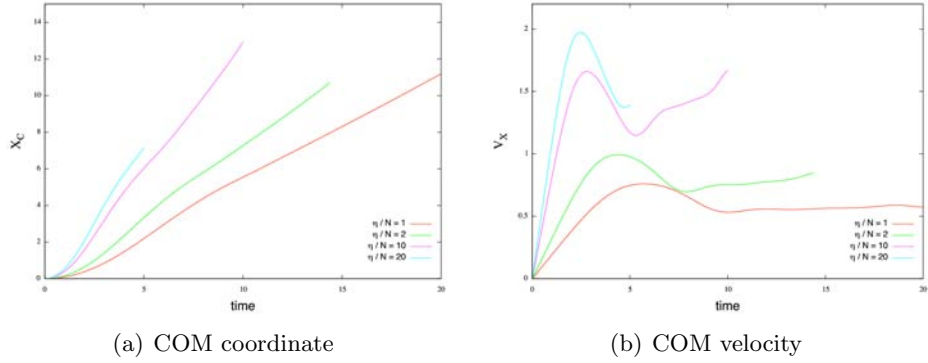 14
12
10
8
6
4
2
0
0 5 10 15 20
X_C
time
η / N = 1
η / N = 2
η / N = 10
η / N = 20
(a) COM coordinate
2
1.5
1
0.5
0
0 5 10 15 20
V_X
time
η / N = 1
η / N = 2
η / N = 10
η / N = 20
(b) COM velocity